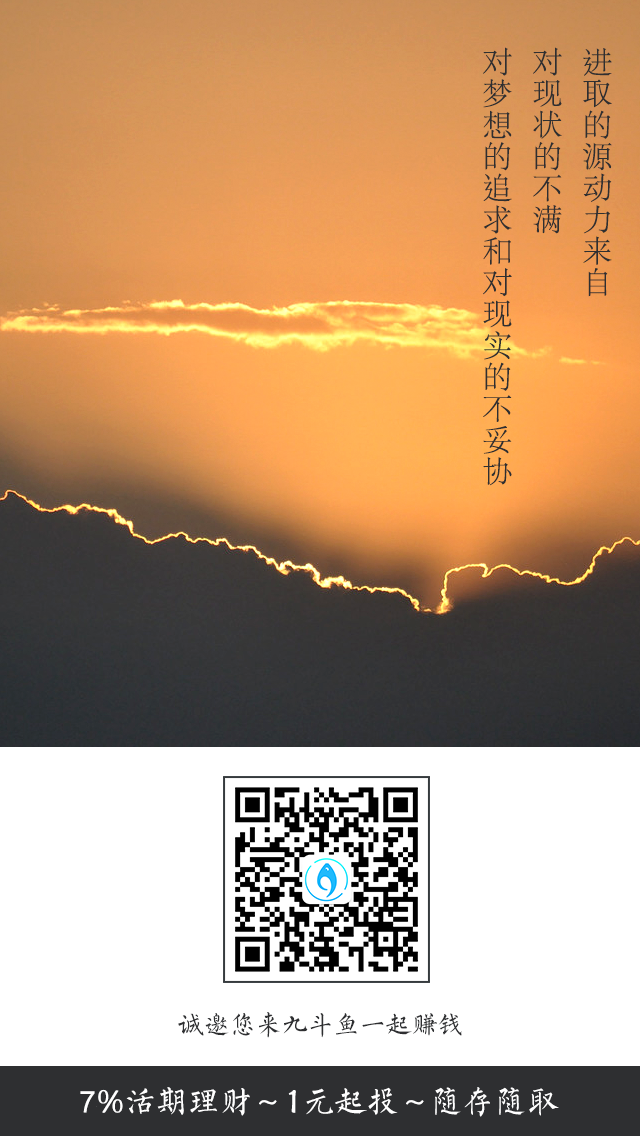 进取的源动力来自
对现状的不满
对梦想的追求和对现实的不妥协
诚邀您来九斗鱼一起赚钱
7%活期理财~1元起投~随存随取